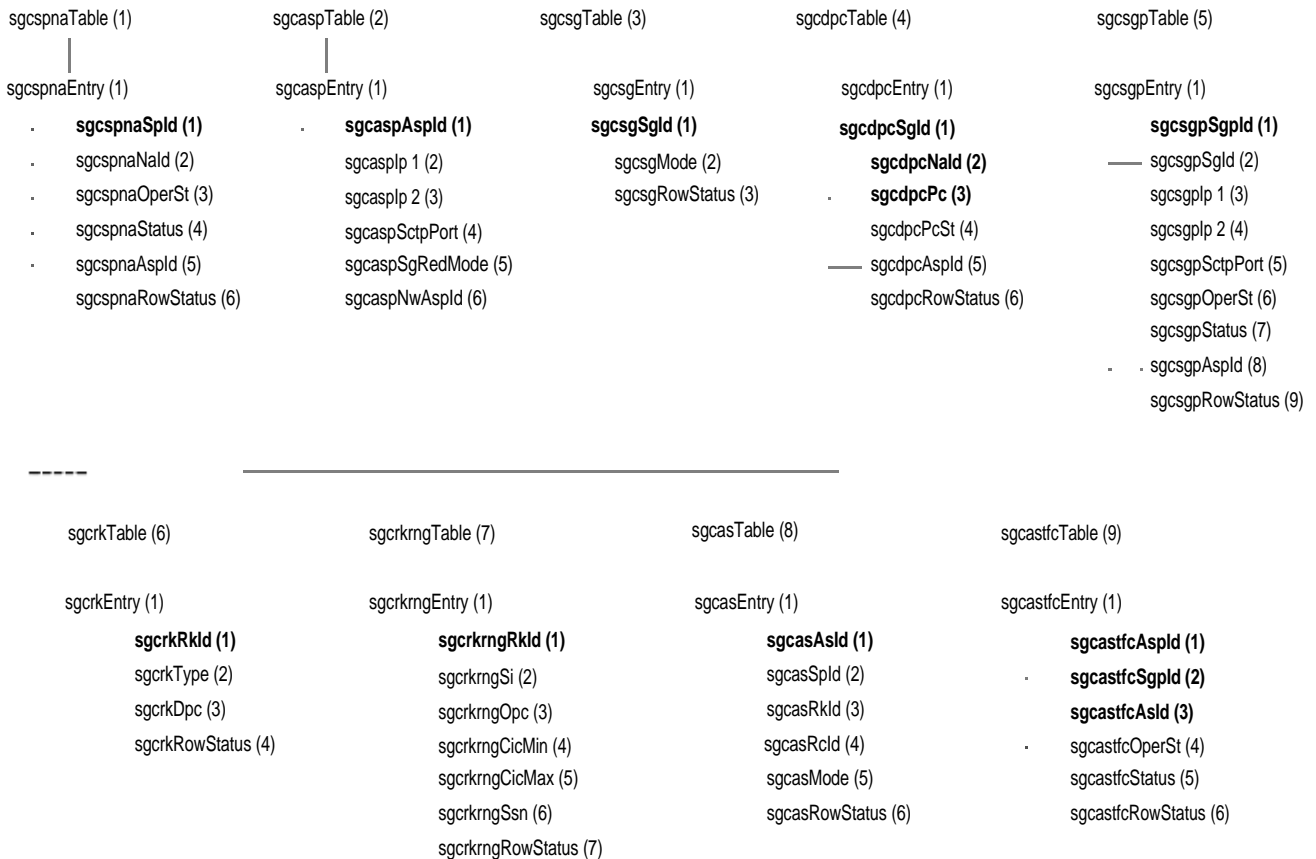 sgcspnaTable (1)
sgcaspTable (2)
sgcsgTable (3)
sgcdpcTable (4)
sgcsgpTable (5)
sgcspnaEntry (1)
sgcspnaSpId (1)
sgcspnaNaId (2)
sgcspnaOperSt (3)
sgcspnaStatus (4)
sgcspnaAspId (5)
sgcspnaRowStatus (6)
sgcaspEntry (1)
sgcaspAspId (1)
sgcaspIp 1 (2)
sgcaspIp 2 (3)
sgcaspSctpPort (4)
sgcaspSgRedMode (5)
sgcaspNwAspId (6)
sgcsgEntry (1)
sgcsgSgId (1)
sgcsgMode (2)
sgcsgRowStatus (3)
sgcdpcEntry (1)
sgcdpcSgId (1)
sgcdpcNaId (2)
sgcdpcPc (3)
sgcdpcPcSt (4)
sgcdpcAspId (5)
sgcdpcRowStatus (6)
sgcsgpEntry (1)
sgcsgpSgpId (1)
sgcsgpSgId (2)
sgcsgpIp 1 (3)
sgcsgpIp 2 (4)
sgcsgpSctpPort (5)
sgcsgpOperSt (6)
sgcsgpStatus (7)
sgcsgpAspId (8)
sgcsgpRowStatus (9)
sgcrkTable (6)
sgcrkrngTable (7)
sgcasTable (8)
sgcastfcTable (9)
sgcrkEntry (1)
sgcrkRkId (1)
sgcrkType (2)
sgcrkDpc (3)
sgcrkRowStatus (4)
sgcrkrngEntry (1)
sgcrkrngRkId (1)
sgcrkrngSi (2)
sgcrkrngOpc (3)
sgcrkrngCicMin (4)
sgcrkrngCicMax (5)
sgcrkrngSsn (6)
sgcrkrngRowStatus (7)
sgcasEntry (1)
sgcasAsId (1)
sgcasSpId (2)
sgcasRkId (3)
sgcasRcId (4)
sgcasMode (5)
sgcasRowStatus (6)
sgcastfcEntry (1)
sgcastfcAspId (1)
sgcastfcSgpId (2)
sgcastfcAsId (3)
sgcastfcOperSt (4)
sgcastfcStatus (5)
sgcastfcRowStatus (6)